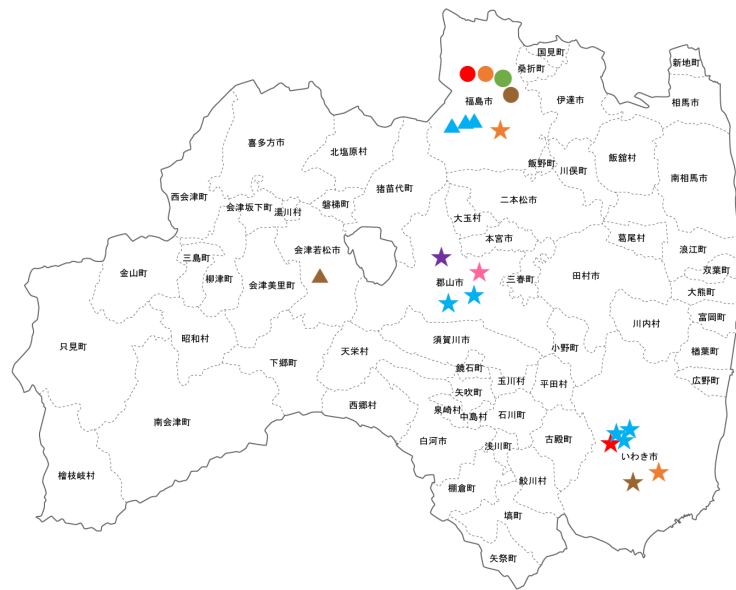 国見町
桑折町
新地町
福島市
伊達市
相馬市
喜多方市
北塩原村
飯舘村
飯野町
川俣町
南相馬市
猪苗代町
西会津町
磐梯町
二本松市
会津坂下町
湯川村
大玉村
本宮市
葛尾村
会津若松市
浪江町
三島町
双葉町
金山町
柳津町
会津美里町
郡山市
三春町
田村市
大熊町
富岡町
川内村
只見町
昭和村
須賀川市
天栄村
小野町
楢葉町
下郷町
鏡石町
玉川村
平田村
広野町
矢吹町
西郷村
泉崎村
中島村
石川町
南会津町
白河市
浅川町
古殿町
いわき市
檜枝岐村
鮫川村
棚倉町
塙町
矢祭町